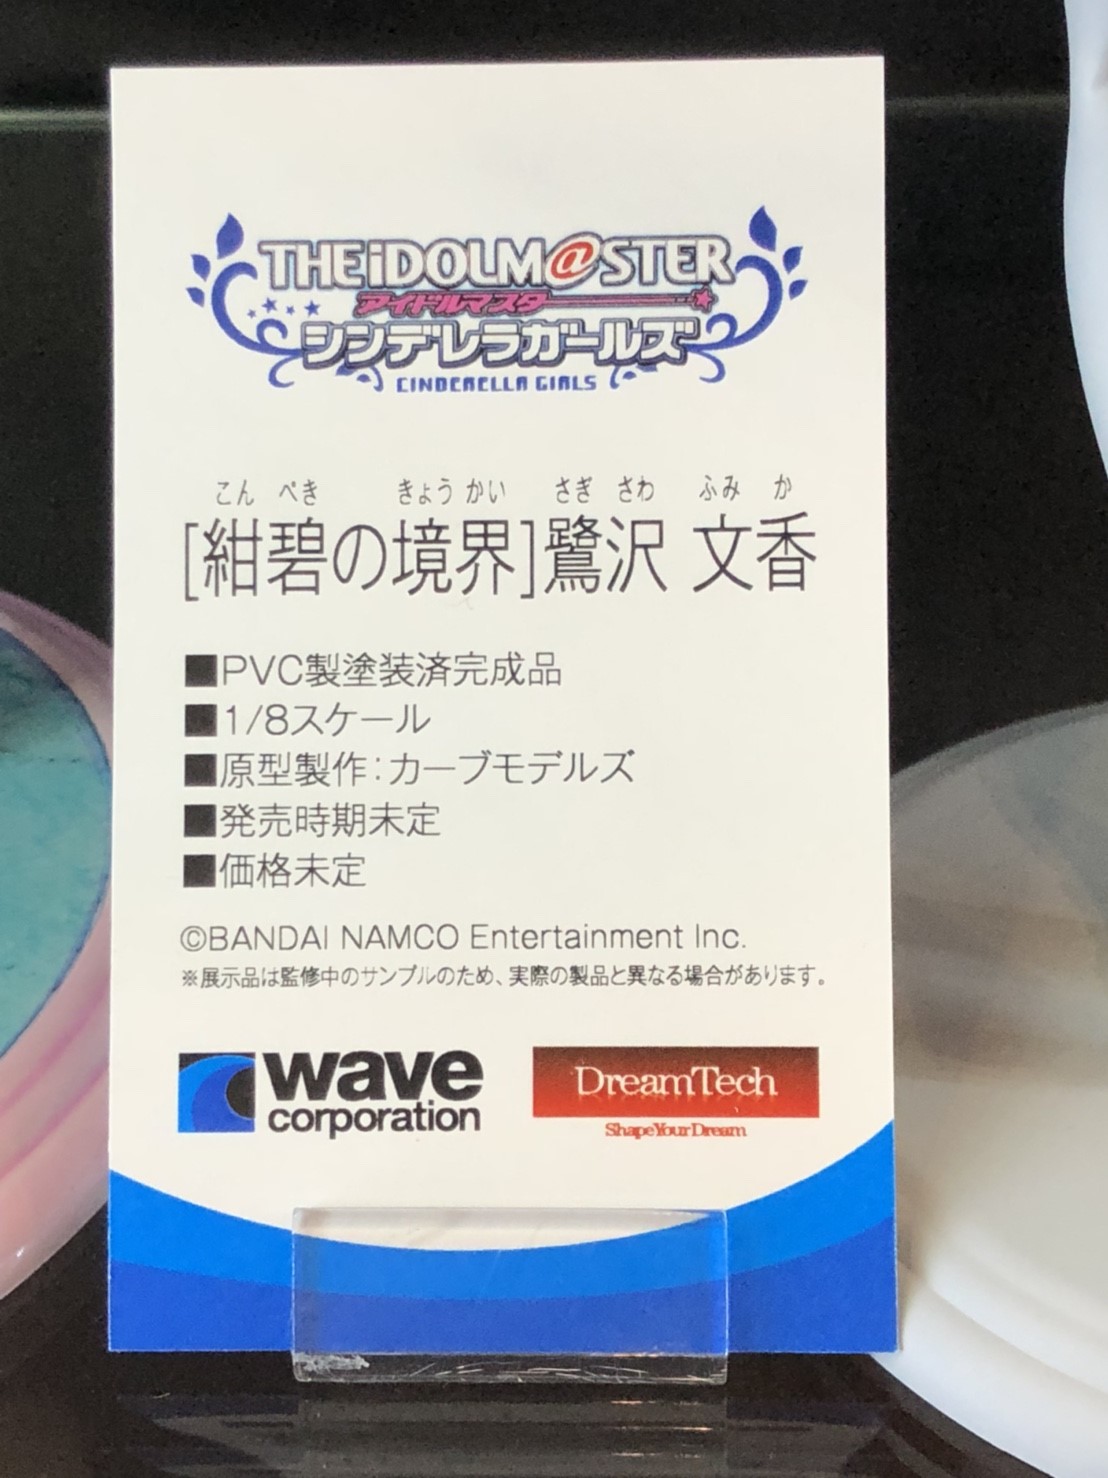 THE iDOLM@STER
アイドルマスター
シンデレラガールズ
CINDERELLA GIRLS
こん ぺき きょう かい さぎ さわ ふみ か
[紺碧の境界]鷺沢 文香
■PVC製塗装済完成品
■1/8スケール
■原型製作:カーブモデルズ
■発売時期未定
■価格未定
©BANDAI NAMCO Entertainment Inc.
※展示品は監修中のサンプルのため、実際の製品と異なる場合があります。
wave
corporation
DreamTech
ShapeYourDream